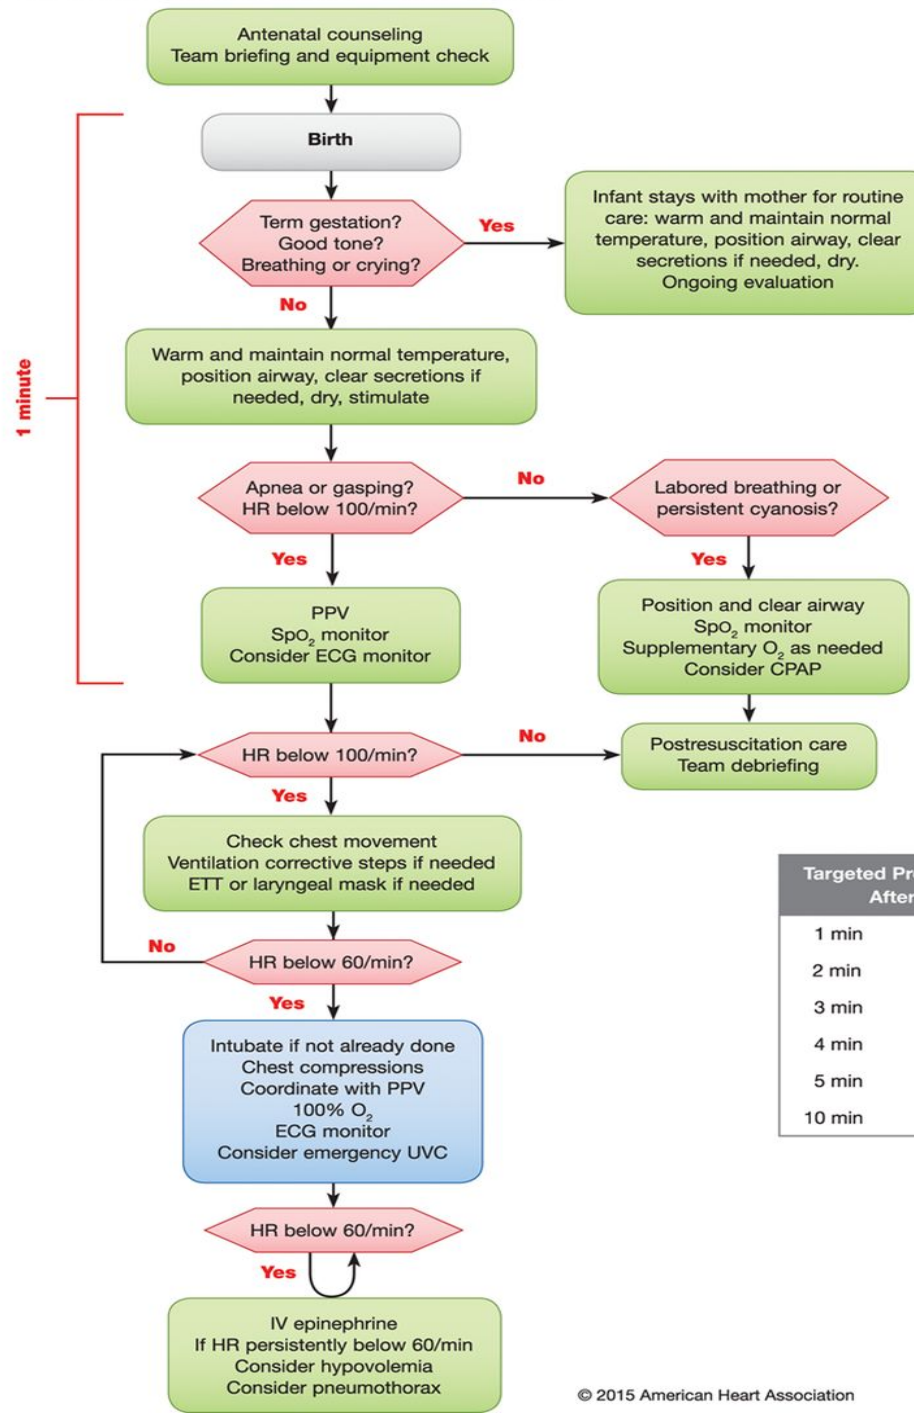 Antenatal counseling
Team briefing and equipment check
Birth
Term gestation?
Good tone?
Breathing or crying?
Yes
Infant stays with mother for routine
care: warm and maintain normal
temperature, position airway, clear
secretions if needed, dry.
Ongoing evaluation
No
1 minute
Warm and maintain normal temperature,
position airway, clear secretions if
needed, dry, stimulate
Apnea or gasping?
HR below 100/min?
No
Labored breathing or
persistent cyanosis?
Yes
Yes
PPV
SpO₂ monitor
Consider ECG monitor
Position and clear airway
SpO₂ monitor
Supplementary O₂ as needed
Consider CPAP
HR below 100/min?
No
Postresuscitation care
Team debriefing
Yes
Check chest movement
Ventilation corrective steps if needed
ETT or laryngeal mask if needed
Targeted
After
1 min
2 min
3 min
4 min
5 min
10 min
No
HR below 60/min?
Yes
Intubate if not already done
Chest compressions
Coordinate with PPV
100% O₂
ECG monitor
Consider emergency UVC
HR below 60/min?
Yes
IV epinephrine
If HR persistently below 60/min
Consider hypovolemia
Consider pneumothorax
© 2015 American Heart Association